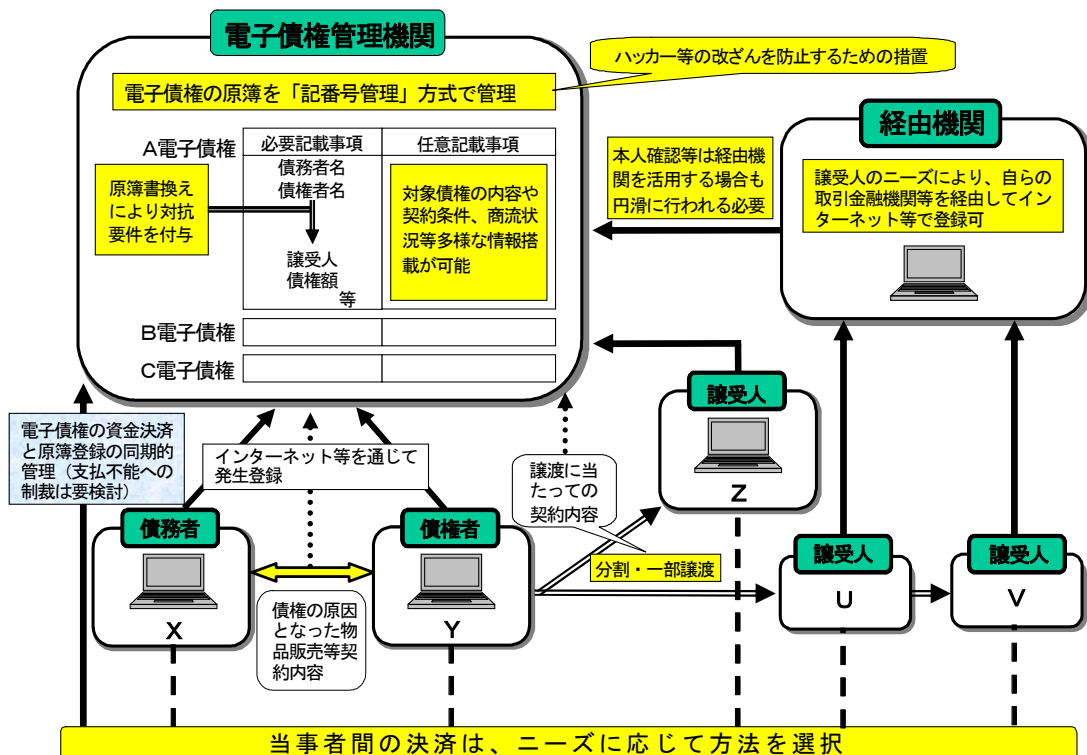 電子債権管理機関
ハッカー等の改ざんを防止するための措置
電子債権の原簿を「記番号管理」方式で管理
経由機関
A電子債権
必要記載事項
任意記載事項
債務者名
債権者名
原簿書換え
により対抗
要件を付与
対象債権の内容や
契約条件、商流状
況等多様な情報搭
載が可能
譲受人
債権額
等
本人確認等は経由機
関を活用する場合も
円滑に行われる必要
譲受人のニーズにより、自らの
取引金融機関等を経由してイン
ターネット等で登録可
B電子債権
C電子債権
電子債権の資金決済
と原簿登録の同期的
管理（支払不能への
制裁は要検討）
インターネット等を通じて
発生登録
譲渡に当
たっての
契約内容
譲受人
Z
債務者
X
債権者
Y
債権の原因
となった物
品販売等契
約内容
分割・一部譲渡
譲受人
U
譲受人
V
当事者間の決済は、ニーズに応じて方法を選択